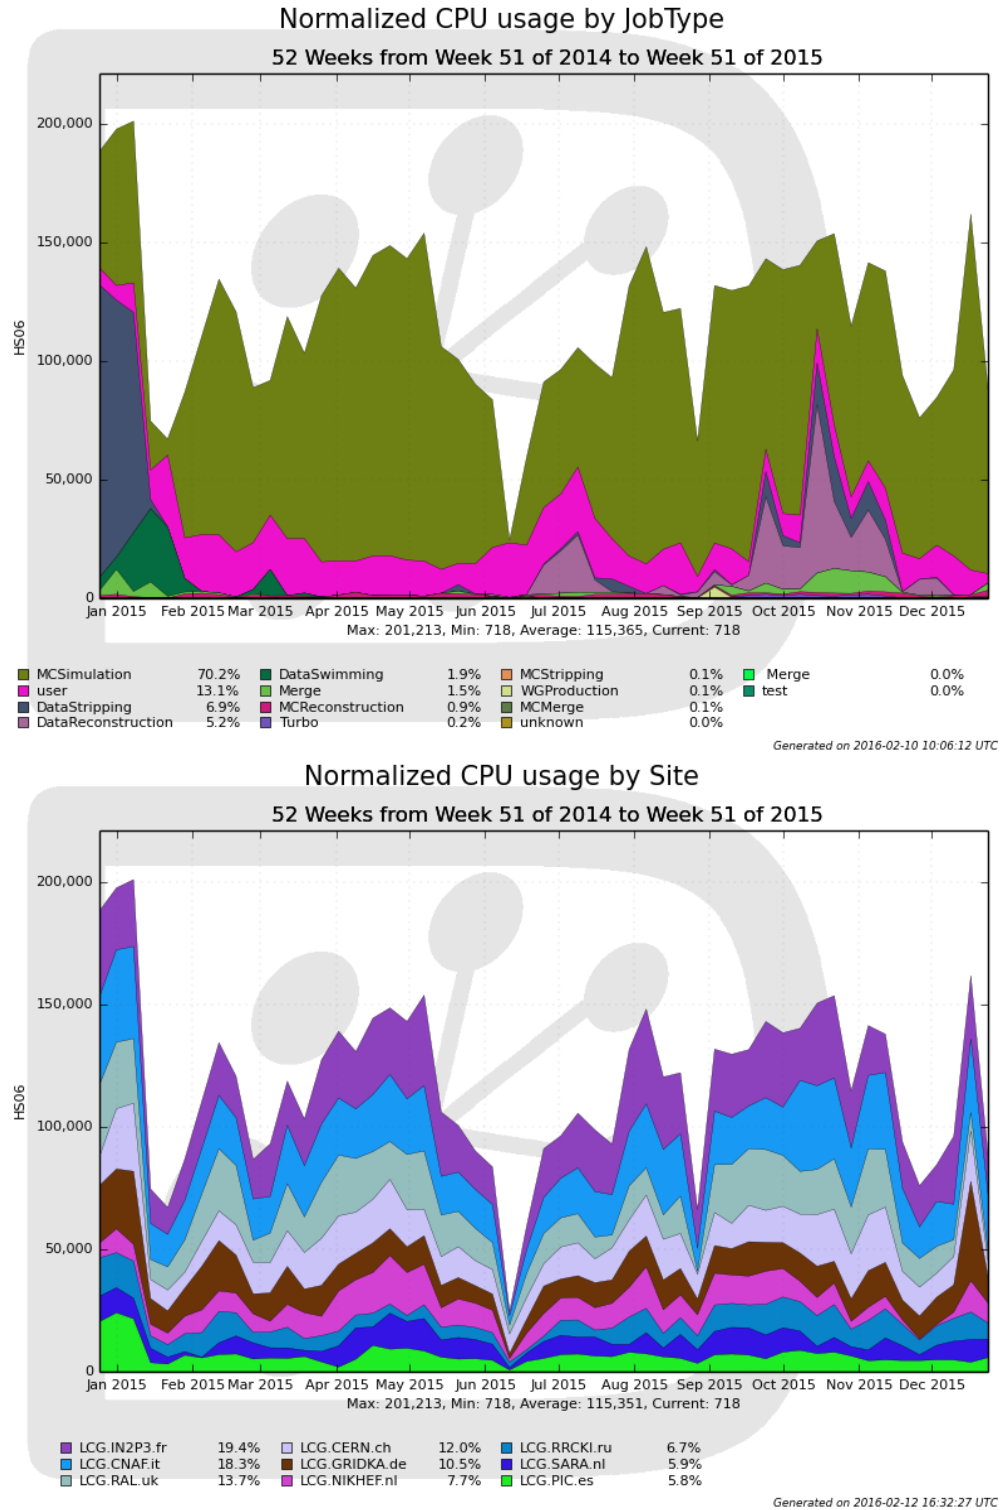 Normalized CPU usage by JobType
52 Weeks from Week 51 of 2014 to Week 51 of 2015
200,000
150,000
100,000
50,000
0
HS06
Jan 2015 Feb 2015 Mar 2015 Apr 2015 May 2015 Jun 2015 Jul 2015 Aug 2015 Sep 2015 Oct 2015 Nov 2015 Dec 2015
Max: 201,213, Min: 718, Average: 115,365, Current: 718
MCSimulation 70.2% DataSwimming 1.9% MCStripping 0.1% Merge 0.0%
user 13.1% Merge 1.5% WGProduction 0.1% test 0.0%
DataStripping 6.9% MCReconstruction 0.9% MCMerge 0.1%
DataReconstruction 5.2% Turbo 0.2% unknown 0.0%
Generated on 2016-02-10 10:06:12 UTC
Normalized CPU usage by Site
52 Weeks from Week 51 of 2014 to Week 51 of 2015
200,000
150,000
100,000
50,000
0
HS06
Jan 2015 Feb 2015 Mar 2015 Apr 2015 May 2015 Jun 2015 Jul 2015 Aug 2015 Sep 2015 Oct 2015 Nov 2015 Dec 2015
Max: 201,213, Min: 718, Average: 115,351, Current: 718
LCG.IN2P3.fr 19.4% LCG.CERN.ch 12.0% LCG.RRCKI.ru 6.7%
LCG.CNAF.it 18.3% LCG.GRIDKA.de 10.5% LCG.SARA.nl 5.9%
LCG.RAL.uk 13.7% LCG.NIKHEF.nl 7.7% LCG.PIC.es 5.8%
Generated on 2016-02-12 16:32:27 UTC